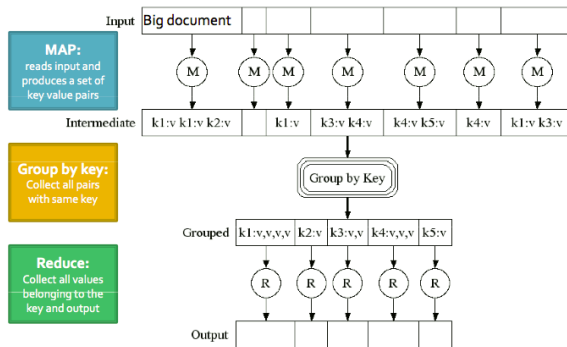 Input
Big document
MAP:
reads input and
produces a set of
key value pairs
M M M M M M M
Intermediate
k1:v k1:v k2:v
k1:v
k3:v k4:v
k4:v k5:v
k4:v
k1:v k3:v
Group by key:
Collect all pairs
with same key
Group by Key
Grouped
k1:v,v,v,v
k2:v
k3:v,v
k4:v,v,v
k5:v
Reduce:
Collect all values
belonging to the
key and output
R R R R R
Output